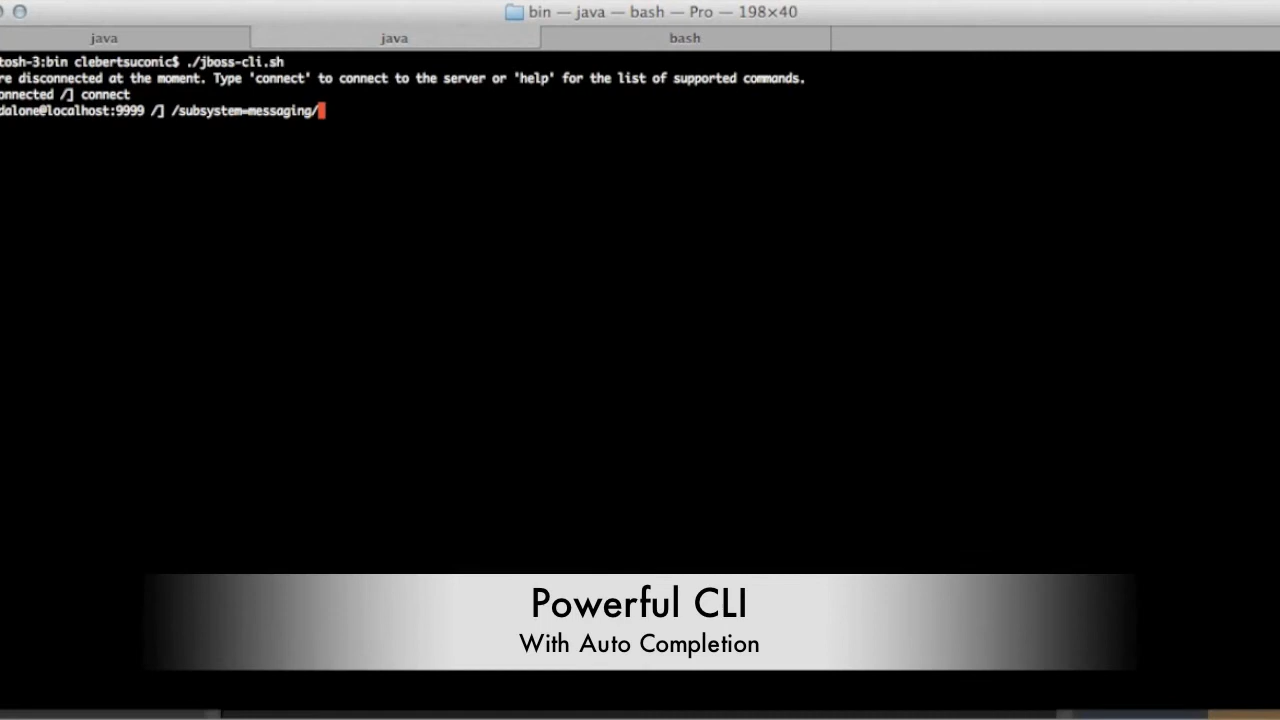 bin — java — bash — Pro — 198×40
java java bash
tosh-3:bin clebertsuconic$ ./jboss-cli.sh
re disconnected at the moment. Type 'connect' to connect to the server or 'help' for the list of supported commands.
onnected /] connect
dalone@localhost:9999 /] /subsystem=messaging/
Powerful CLI
With Auto Completion